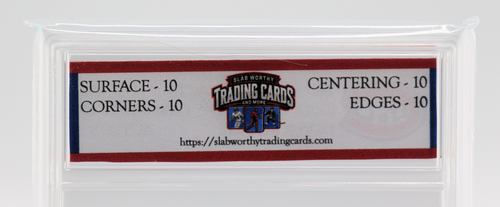 SURFACE - 10
CORNERS - 10
SLAB WORTHY
TRADING CARDS
AND MORE
CENTERING - 10
EDGES - 10
https://slabworthytradingcards.com